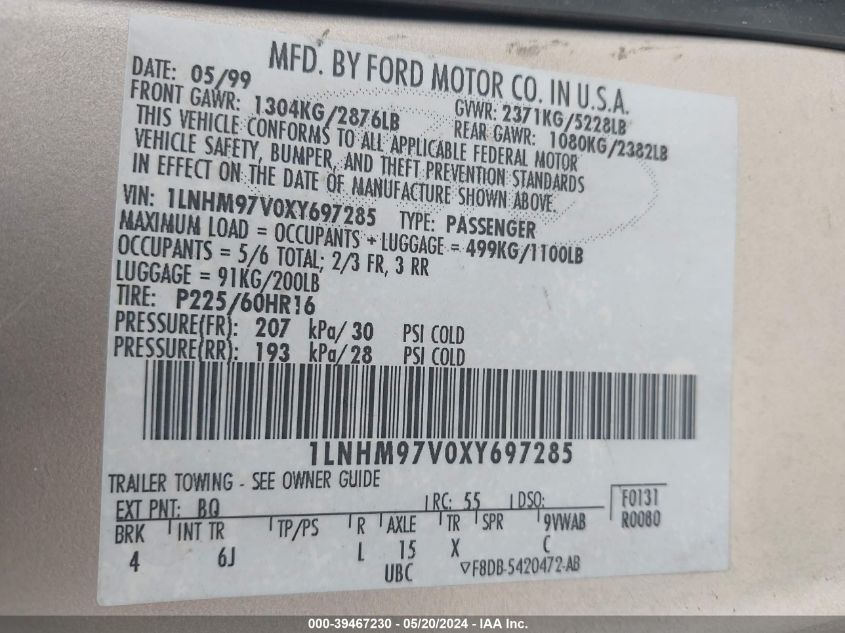 MFD. BY FORD MOTOR CO. IN U.S.A.
DATE: 05/99 GVWR: 2371KG/5228LB
FRONT GAWR: 1304KG/2876LB REAR GAWR: 1080KG/2382LB
THIS VEHICLE CONFORMS TO ALL APPLICABLE FEDERAL MOTOR
VEHICLE SAFETY, BUMPER, AND THEFT PREVENTION STANDARDS
IN EFFECT ON THE DATE OF MANUFACTURE SHOWN ABOVE.
VIN: 1LNHM97V0XY697285 TYPE: PASSENGER
MAXIMUM LOAD = OCCUPANTS + LUGGAGE = 499KG/1100LB
OCCUPANTS = 5/6 TOTAL; 2/3 FR, 3 RR
LUGGAGE = 91KG/200LB
TIRE: P225/60HR16
PRESSURE(FR): 207 kPa/ 30 PSI COLD
PRESSURE(RR): 193 kPa/ 28 PSI COLD
1LNHM97V0XY697285
TRAILER TOWING - SEE OWNER GUIDE
EXT PNT: BQ RC: 55 DSO: F0131
BRK INT TR TP/PS R AXLE TR SPR 9VWAB R0080
4 6J L 15 X C
UBC ▽F8DB-5420472-AB
000-39467230 - 05/20/2024 - IAA Inc.